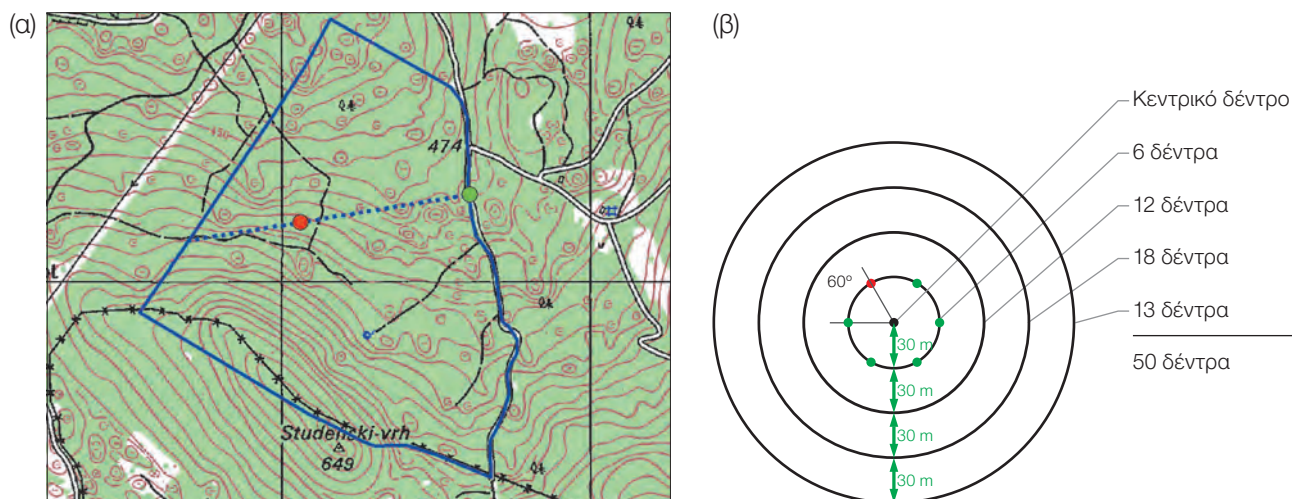 (α)
474
Studenski-vrh
649
(β)
Κεντρικό δέντρο
6 δέντρα
12 δέντρα
18 δέντρα
13 δέντρα
50 δέντρα
60º
30 m
30 m
30 m
30 m